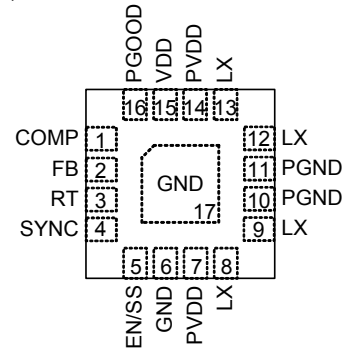 PGOOD VDD PVDD LX
16 15 14 13
COMP 1
FB 2
RT 3
SYNC 4
12 LX
11 PGND
10 PGND
9 LX
GND
17
5 6 7 8
EN/SS GND PVDD LX